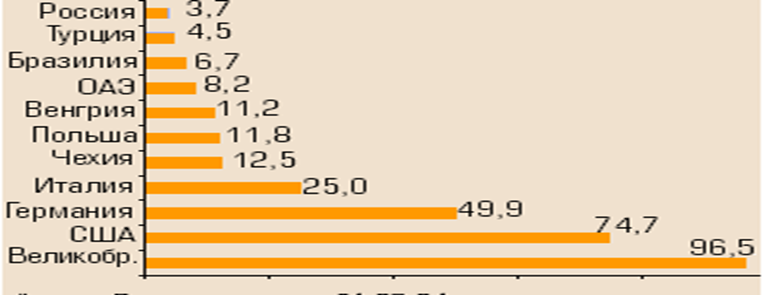 Россия 3,7
Турция 4,5
Бразилия 6,7
ОАЭ 8,2
Венгрия 11,2
Польша 11,8
Чехия 12,5
Италия 25,0
Германия 49,9
США 74,7
Великобр. 96,5